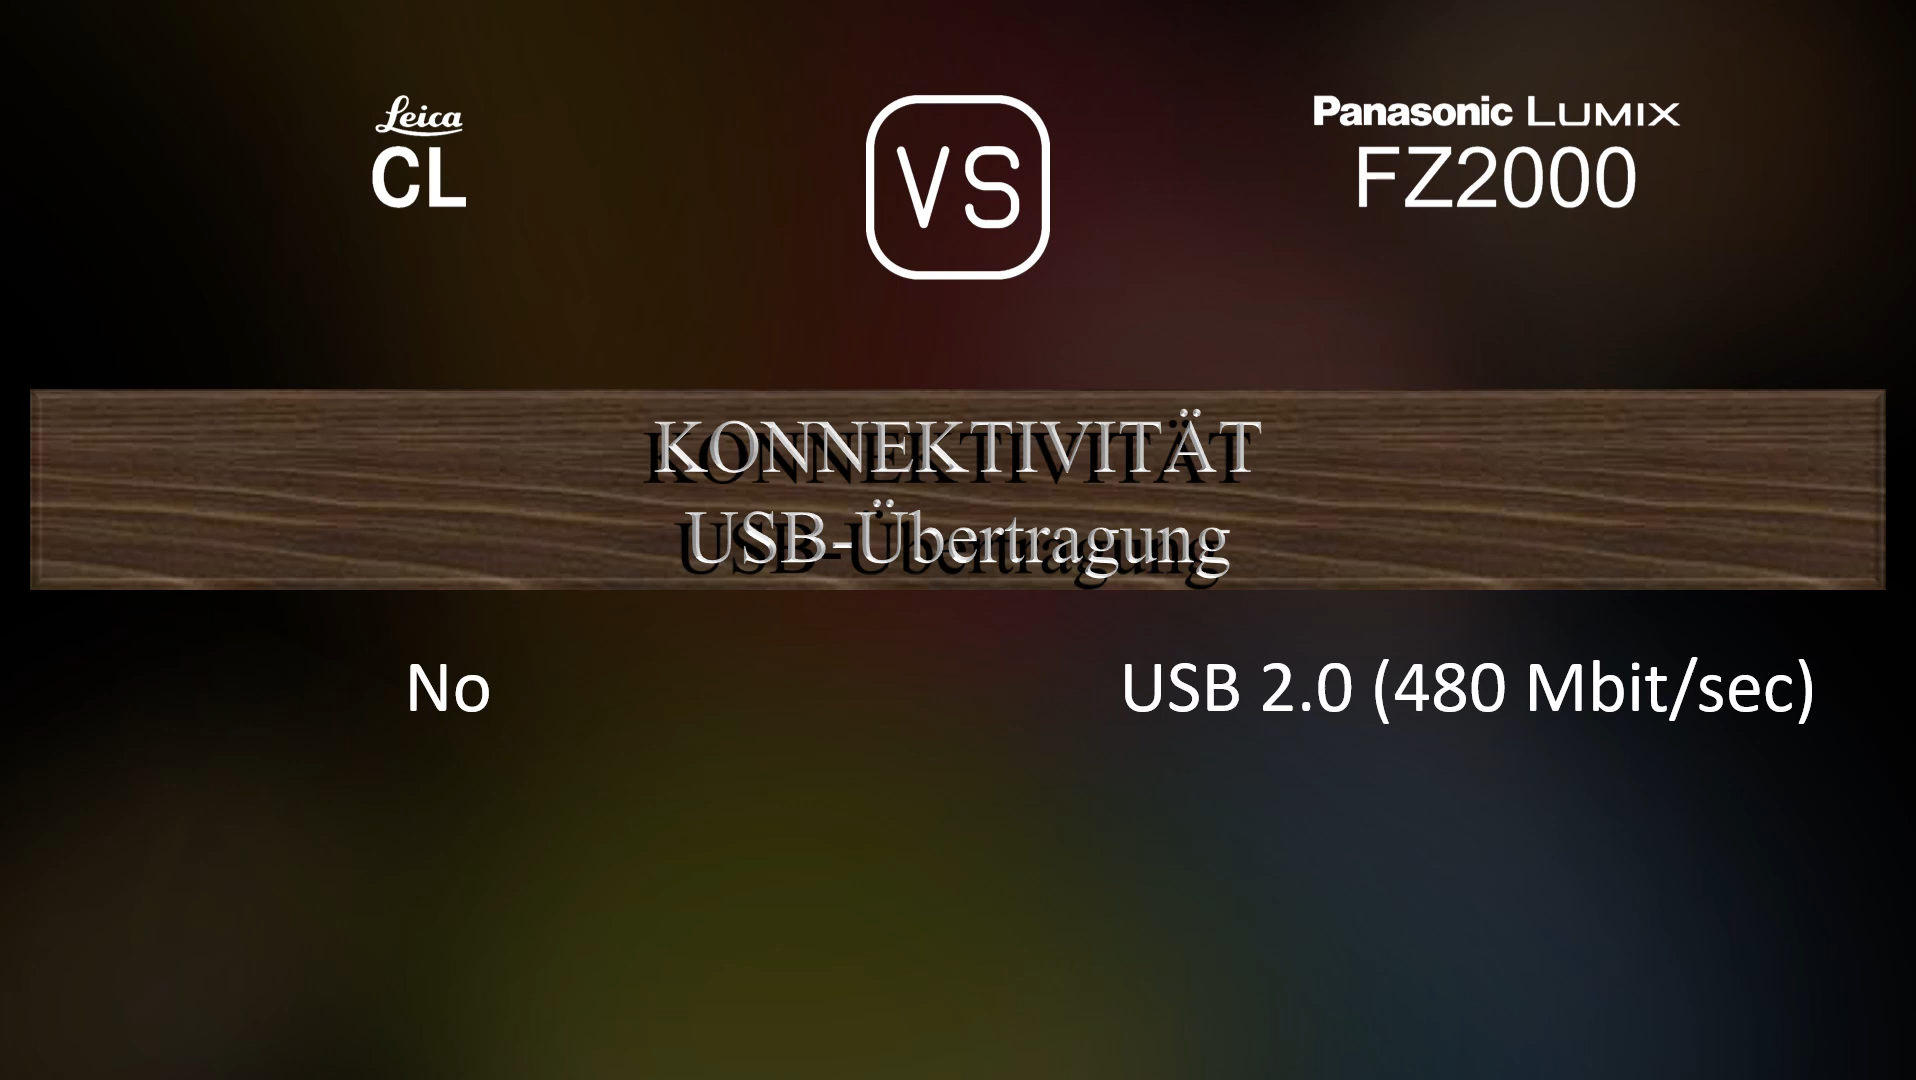 Leica
CL
VS
Panasonic LUMIX
FZ2000
KONNEKTIVITÄT
USB-Übertragung
No
USB 2.0 (480 Mbit/sec)